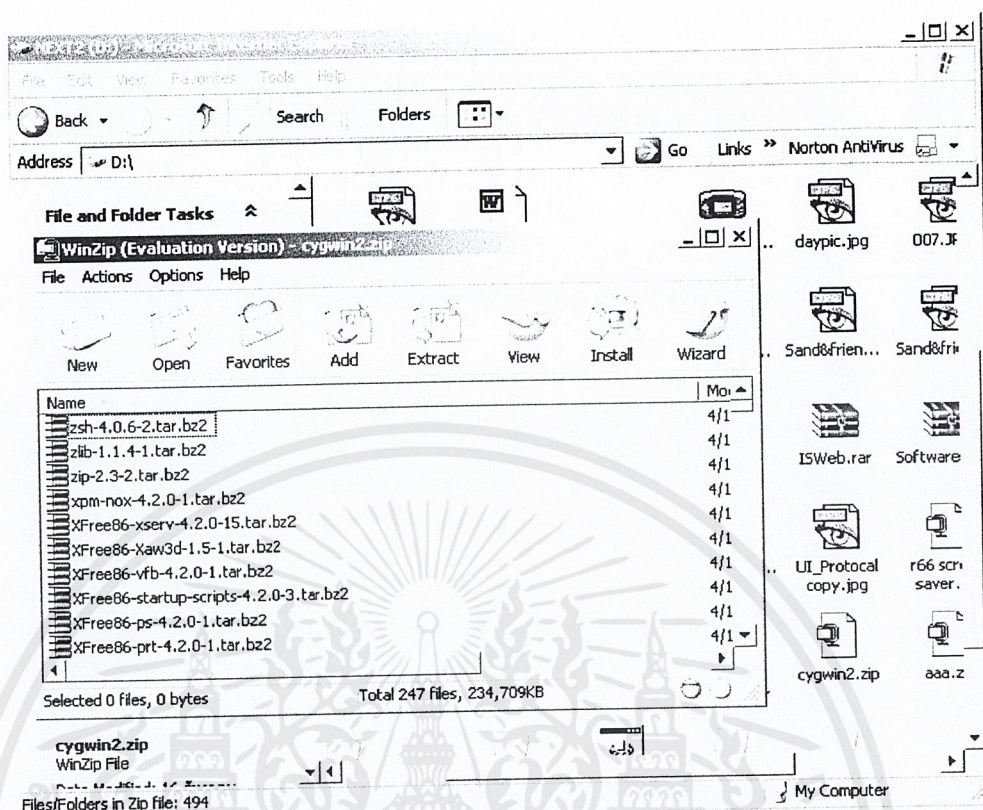 NEXT2 (D:) - Microsoft Internet Explorer
File Edit View Favorites Tools Help
Back Search Folders
Address D:\ Go Links » Norton AntiVirus
File and Folder Tasks
daypic.jpg
WinZip (Evaluation Version) - cygwin2.zip
File Actions Options Help
New Open Favorites Add Extract View Install Wizard
Name
zsh-4.0.6-2.tar.bz2 4/1
zlib-1.1.4-1.tar.bz2 4/1
zip-2.3-2.tar.bz2 4/1
xpm-nox-4.2.0-1.tar.bz2 4/1
XFree86-xserv-4.2.0-15.tar.bz2 4/1
XFree86-Xaw3d-1.5-1.tar.bz2 4/1
XFree86-vfb-4.2.0-1.tar.bz2 4/1
XFree86-startup-scripts-4.2.0-3.tar.bz2 4/1
XFree86-ps-4.2.0-1.tar.bz2 4/1
XFree86-prt-4.2.0-1.tar.bz2 4/1
Selected 0 files, 0 bytes Total 247 files, 234,709KB
Sand&frien...
ISWeb.rar Software
UI_Protocal
copy.jpg
r66 scr
saver.
cygwin2.zip aaa.z
cygwin2.zip
WinZip File
Files/Folders in Zip file: 494
My Computer